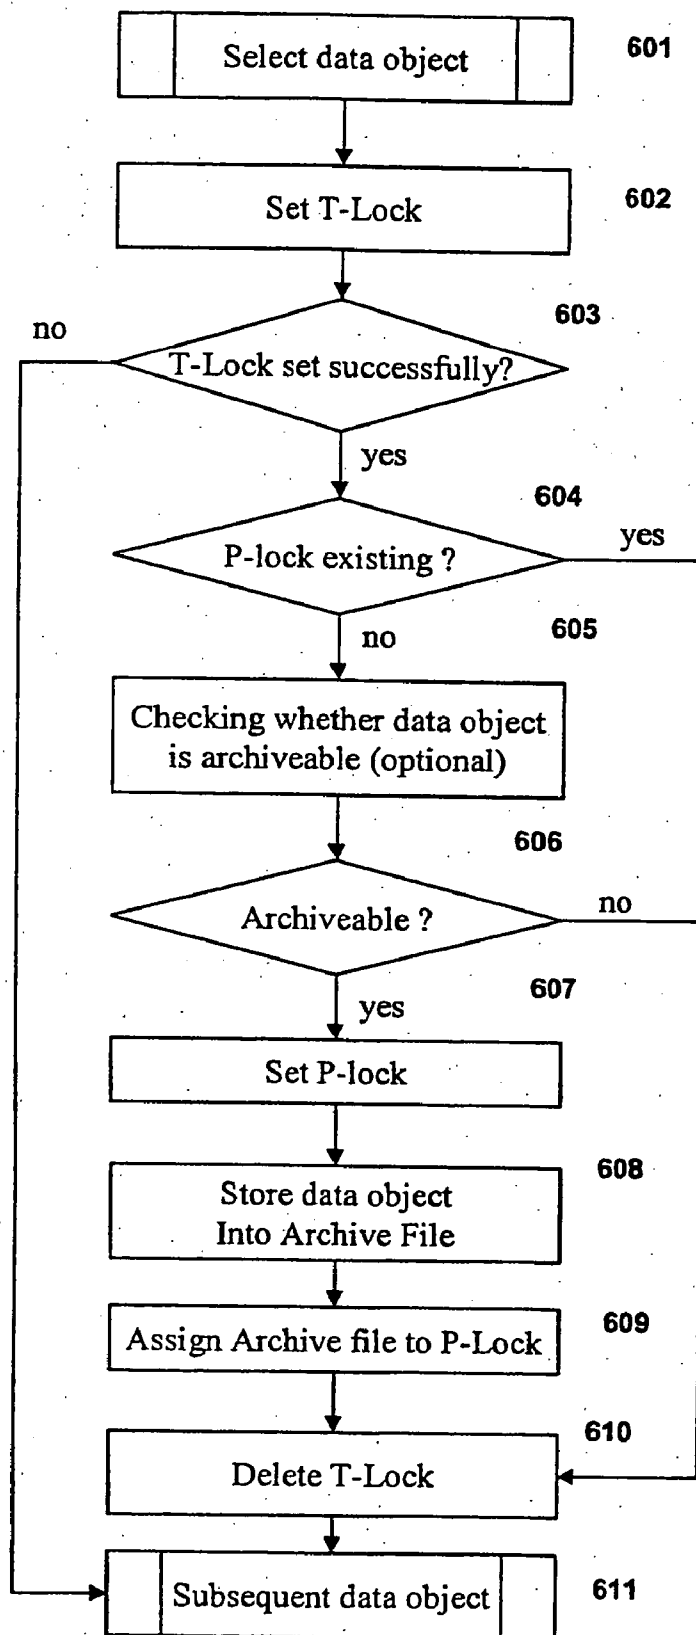 Select data object
601
Set T-Lock
602
603
no
T-Lock set successfully?
yes
604
P-lock existing ?
yes
605
no
Checking whether data object
is archiveable (optional)
606
Archiveable ?
no
607
yes
Set P-lock
608
Store data object
Into Archive File
609
Assign Archive file to P-Lock
610
Delete T-Lock
Subsequent data object
611